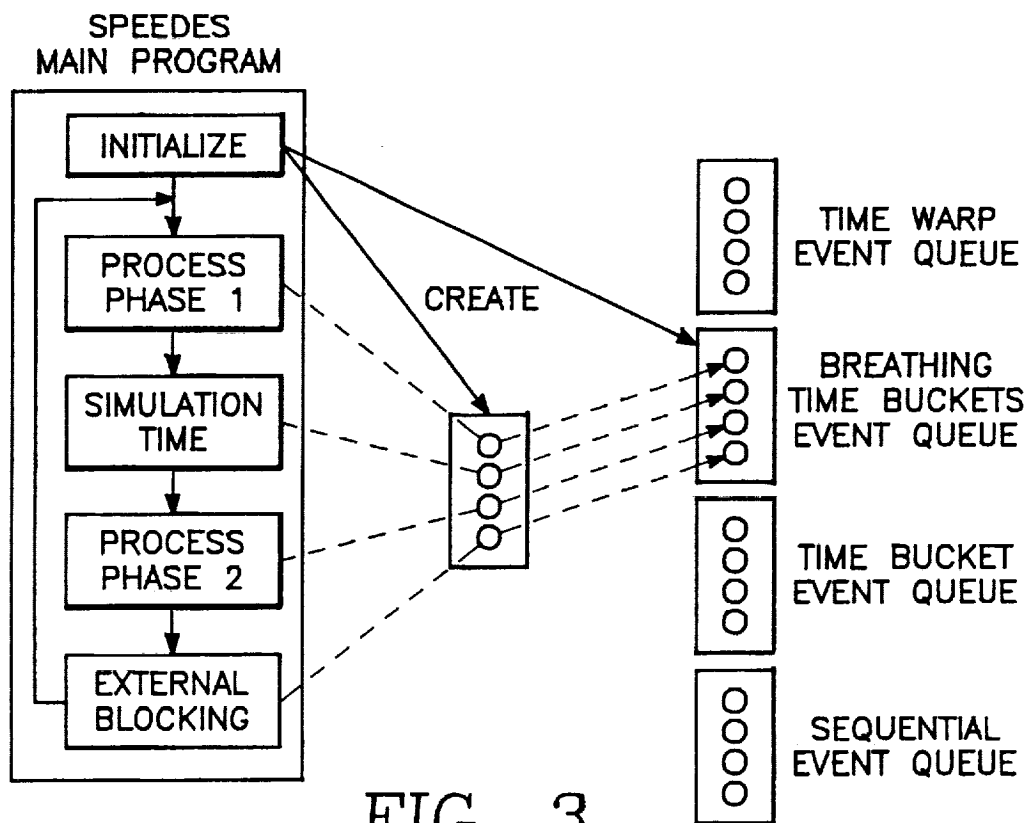 SPEEDES
MAIN PROGRAM
INITIALIZE
PROCESS
PHASE 1
SIMULATION
TIME
PROCESS
PHASE 2
EXTERNAL
BLOCKING
CREATE
TIME WARP
EVENT QUEUE
BREATHING
TIME BUCKETS
EVENT QUEUE
TIME BUCKET
EVENT QUEUE
SEQUENTIAL
EVENT QUEUE
FIG. 3